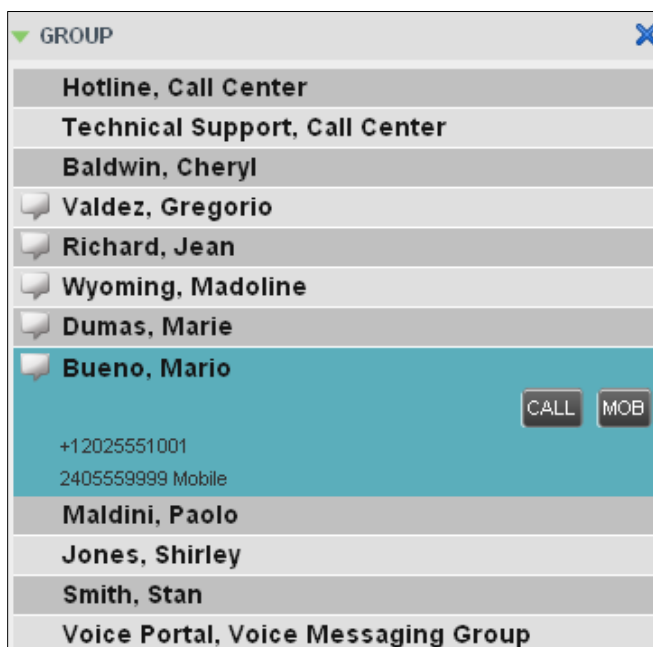 GROUP
Hotline, Call Center
Technical Support, Call Center
Baldwin, Cheryl
Valdez, Gregorio
Richard, Jean
Wyoming, Madoline
Dumas, Marie
Bueno, Mario
CALL MOB
+12025551001
2405559999 Mobile
Maldini, Paolo
Jones, Shirley
Smith, Stan
Voice Portal, Voice Messaging Group